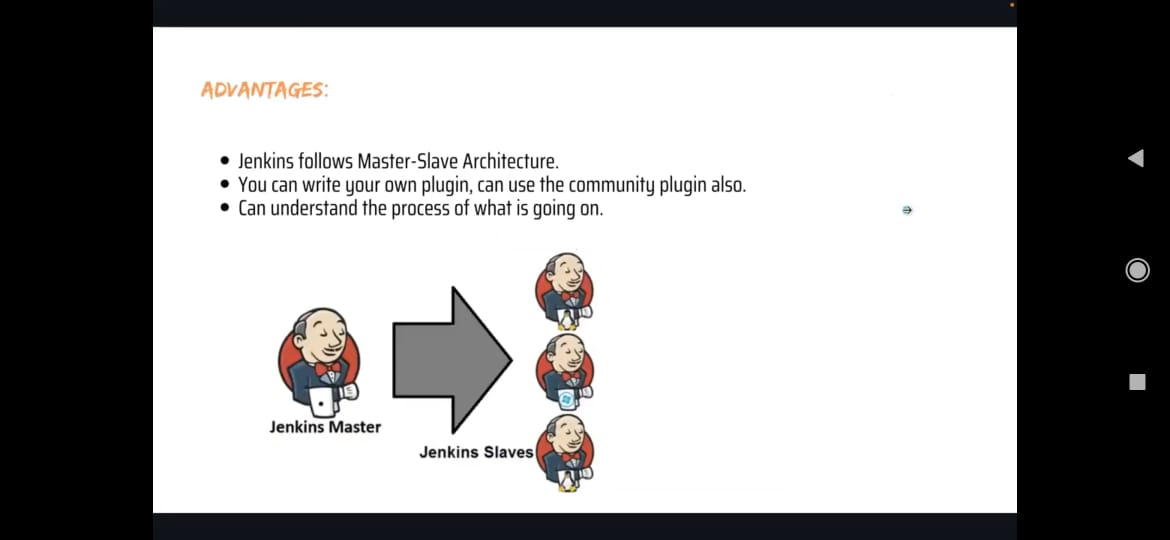 ADVANTAGES:
Jenkins follows Master-Slave Architecture.
You can write your own plugin, can use the community plugin also.
Can understand the process of what is going on.
Jenkins Master
Jenkins Slaves